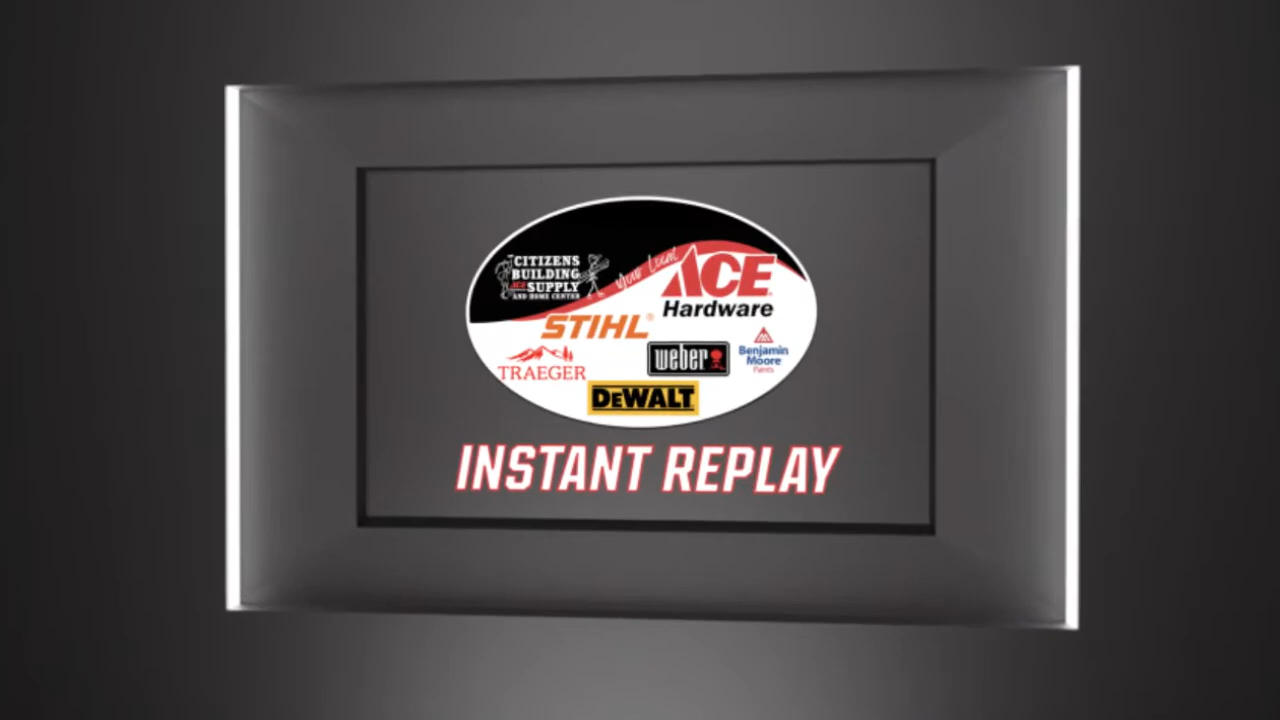 CITIZENS
BUILDING
ACE SUPPLY
AND HOME CENTER
your local
ACE
Hardware
STIHL®
TRAEGER
weber
Benjamin
Moore
Paints
DEWALT
INSTANT REPLAY